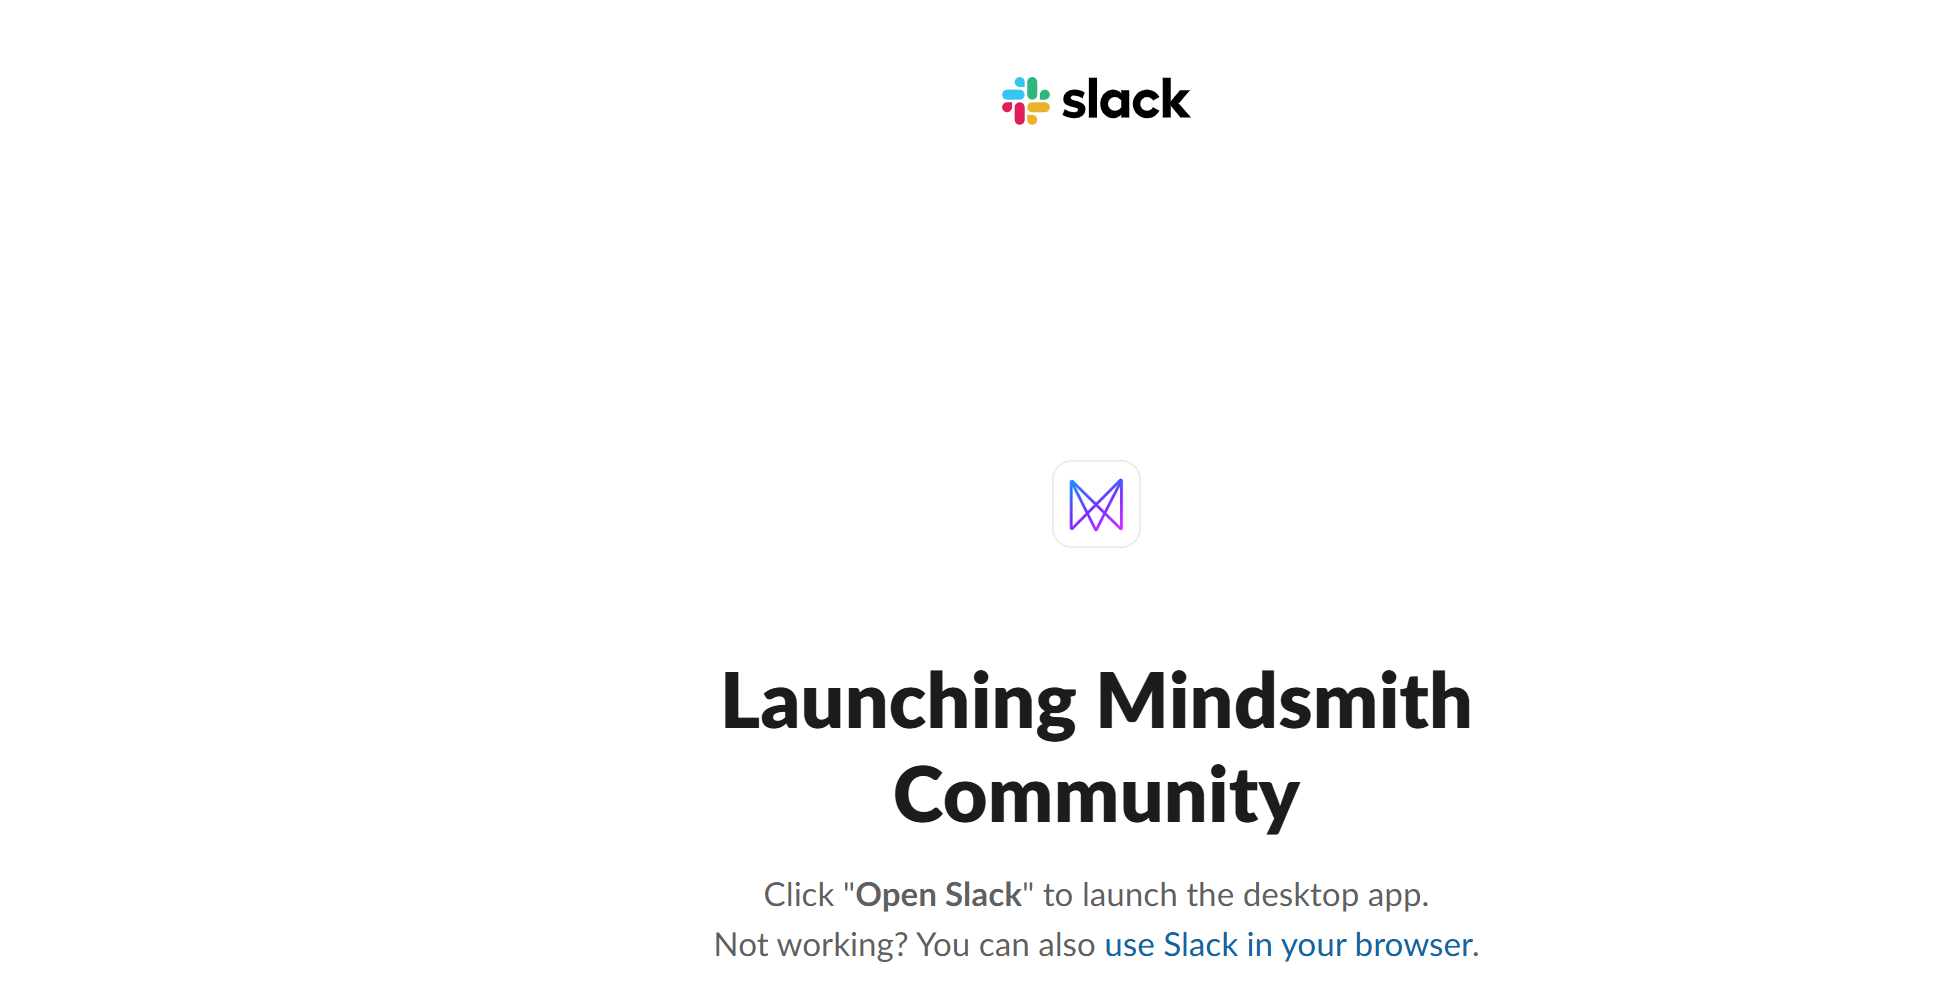 slack
Launching Mindsmith
Community
Click "Open Slack" to launch the desktop app.
Not working? You can also use Slack in your browser.